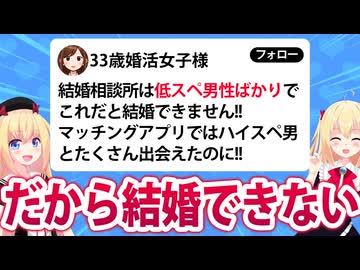 33歳婚活女子様
フォロー
結婚相談所は低スペ男性ばかりで
これだと結婚できません!!
マッチングアプリではハイスペ男
とたくさん出会えたのに!!
だから結婚できない